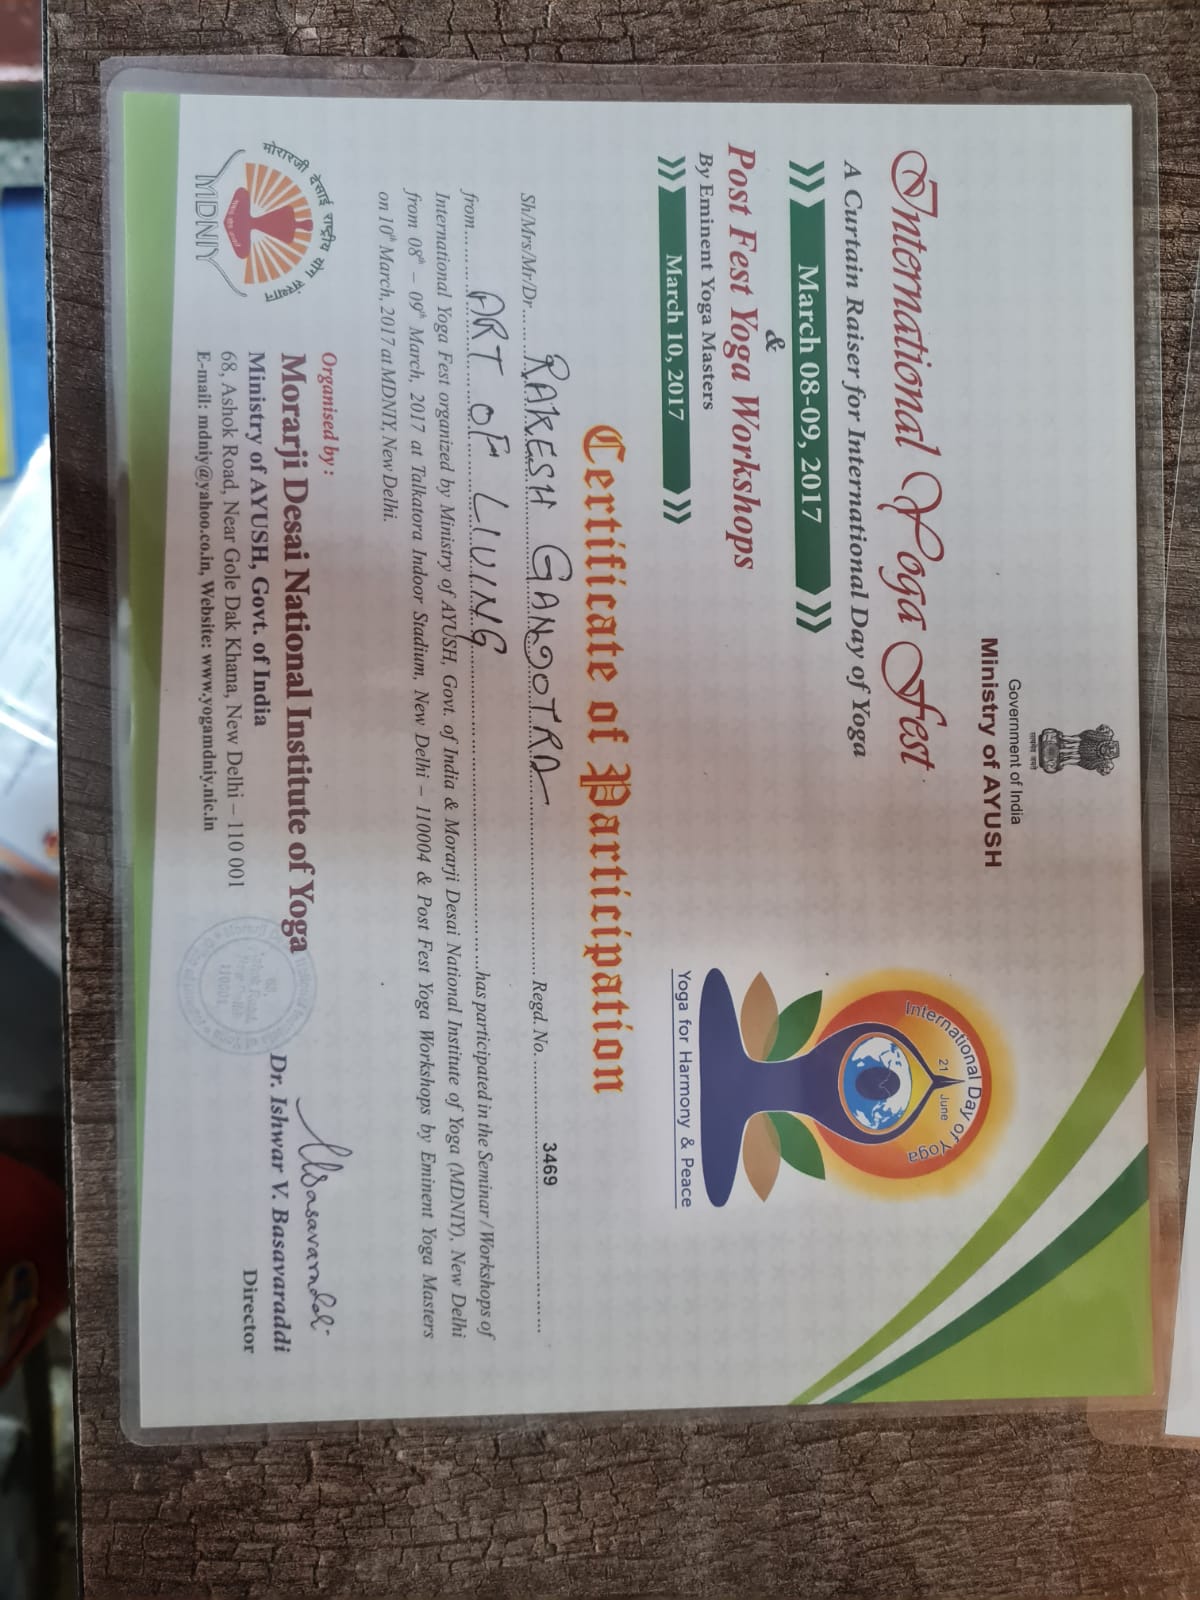 Government of India
Ministry of AYUSH
International Yoga Fest
A Curtain Raiser for International Day of Yoga
March 08-09, 2017
&
Post Fest Yoga Workshops
By Eminent Yoga Masters
March 10, 2017
International Day of Yoga
21 June
Yoga for Harmony & Peace
Certificate of Participation
Sh/Mrs/Mr/Dr. RAKESH GANGOTRA Regd. No. 3469
from ART OF LIVING has participated in the Seminar / Workshops of
International Yoga Fest organized by Ministry of AYUSH, Govt. of India & Morarji Desai National Institute of Yoga (MDNIY), New Delhi
from 08th – 09th March, 2017 at Talkatora Indoor Stadium, New Delhi – 110004 & Post Fest Yoga Workshops by Eminent Yoga Masters
on 10th March, 2017 at MDNIY, New Delhi.
मोरारजी देसाई राष्ट्रीय योग संस्थान
MDNIY
Organised by :
Morarji Desai National Institute of Yoga
Ministry of AYUSH, Govt. of India
68, Ashok Road, Near Gole Dak Khana, New Delhi – 110 001
E-mail: mdniy@yahoo.co.in, Website: www.yogamdniy.nic.in
Dr. Ishwar V. Basavaraddi
Director